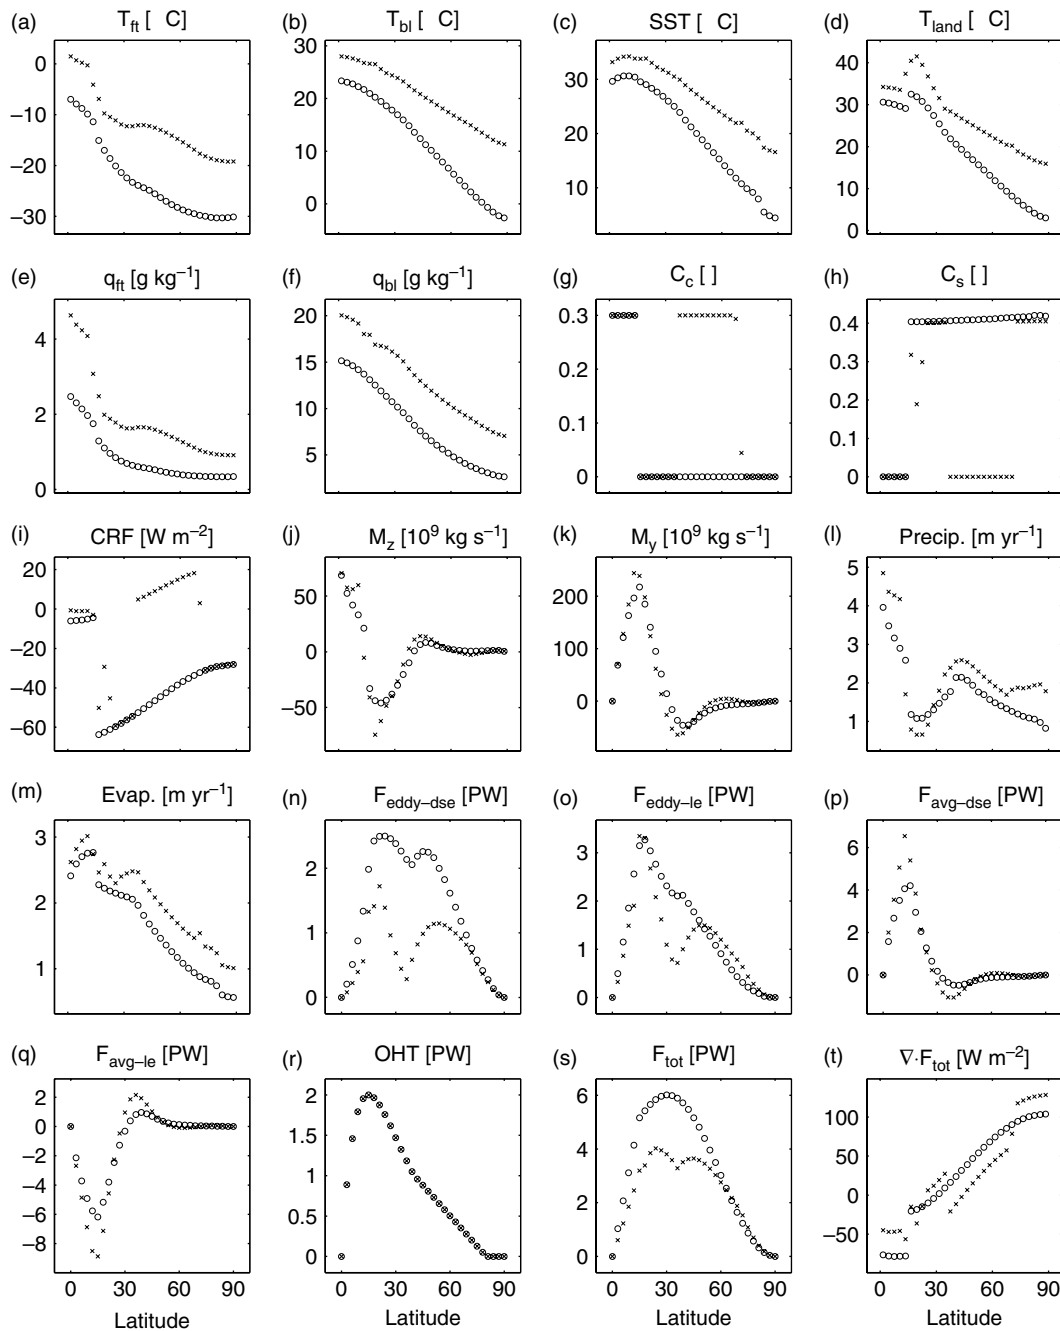 (a) T_ft [ C]
(b) T_bl [ C]
(c) SST [ C]
(d) T_land [ C]
0
−10
−20
−30
30
20
10
0
30
20
10
40
30
20
10
0
(e) q_ft [g kg⁻¹]
(f) q_bl [g kg⁻¹]
(g) C_c [ ]
(h) C_s [ ]
4
2
0
20
15
10
5
0.3
0.2
0.1
0
0.4
0.3
0.2
0.1
0
(i) CRF [W m⁻²]
(j) M_z [10⁹ kg s⁻¹]
(k) M_y [10⁹ kg s⁻¹]
(l) Precip. [m yr⁻¹]
20
0
−20
−40
−60
50
0
−50
200
100
0
5
4
3
2
1
(m) Evap. [m yr⁻¹]
(n) F_eddy−dse [PW]
(o) F_eddy−le [PW]
(p) F_avg−dse [PW]
3
2
1
2
1
0
3
2
1
0
6
4
2
0
(q) F_avg−le [PW]
(r) OHT [PW]
(s) F_tot [PW]
(t) ∇·F_tot [W m⁻²]
2
0
−2
−4
−6
−8
2
1.5
1
0.5
0
6
4
2
0
100
50
0
−50
0 30 60 90
0 30 60 90
0 30 60 90
0 30 60 90
Latitude
Latitude
Latitude
Latitude